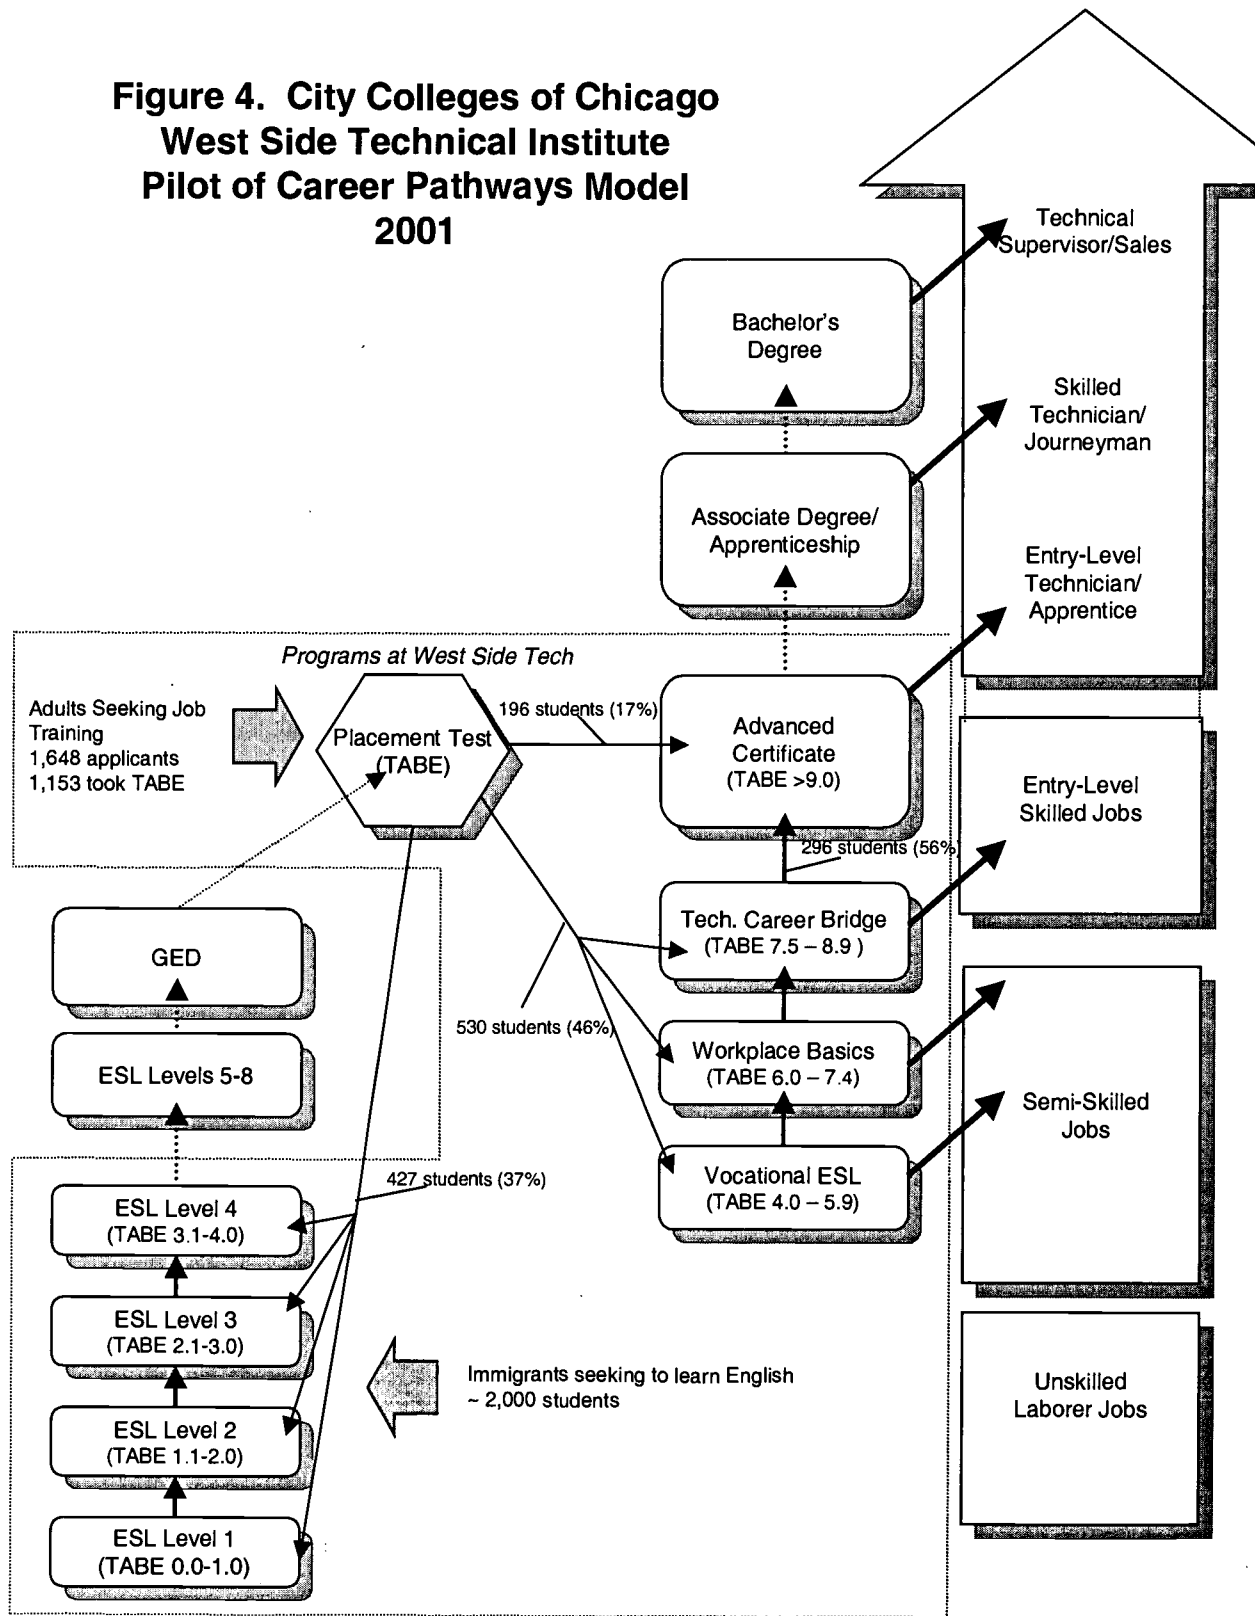 Figure 4. City Colleges of Chicago
West Side Technical Institute
Pilot of Career Pathways Model
2001
Technical
Supervisor/Sales
Bachelor's
Degree
Skilled
Technician/
Journeyman
Associate Degree/
Apprenticeship
Entry-Level
Technician/
Apprentice
Programs at West Side Tech
Adults Seeking Job
Training
1,648 applicants
1,153 took TABE
Placement Test
(TABE)
196 students (17%)
Advanced
Certificate
(TABE >9.0)
Entry-Level
Skilled Jobs
296 students (56%)
Tech. Career Bridge
(TABE 7.5 – 8.9 )
GED
530 students (46%)
Workplace Basics
(TABE 6.0 – 7.4)
ESL Levels 5-8
Semi-Skilled
Jobs
Vocational ESL
(TABE 4.0 – 5.9)
427 students (37%)
ESL Level 4
(TABE 3.1-4.0)
ESL Level 3
(TABE 2.1-3.0)
Immigrants seeking to learn English
~ 2,000 students
Unskilled
Laborer Jobs
ESL Level 2
(TABE 1.1-2.0)
ESL Level 1
(TABE 0.0-1.0)